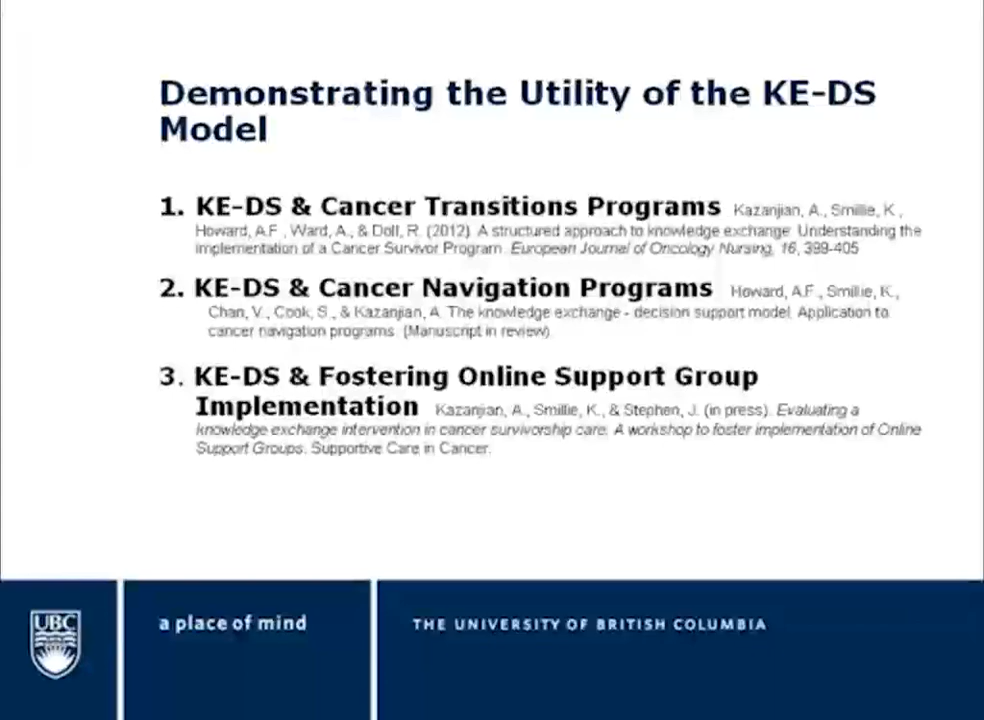 Demonstrating the Utility of the KE-DS
Model
1. KE-DS & Cancer Transitions Programs Kazanjian, A., Smillie, K.,
Howard, A.F., Ward, A., & Doll, R. (2012). A structured approach to knowledge exchange: Understanding the
implementation of a Cancer Survivor Program. European Journal of Oncology Nursing, 16, 399-405
2. KE-DS & Cancer Navigation Programs Howard, A.F., Smillie, K.,
Chan, V., Cook, S., & Kazanjian, A. The knowledge exchange - decision support model: Application to
cancer navigation programs. (Manuscript in review).
3. KE-DS & Fostering Online Support Group
Implementation Kazanjian, A., Smillie, K., & Stephen, J. (in press). Evaluating a
knowledge exchange intervention in cancer survivorship care: A workshop to foster implementation of Online
Support Groups. Supportive Care in Cancer.
UBC
a place of mind
THE UNIVERSITY OF BRITISH COLUMBIA